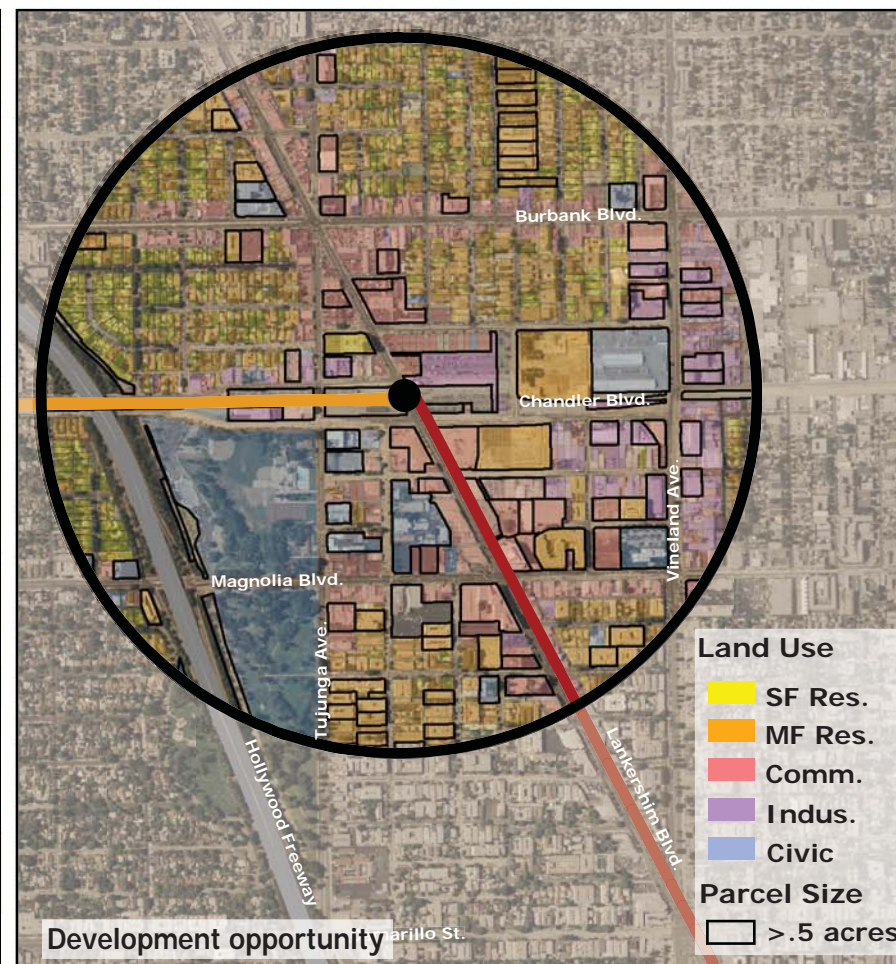 Burbank Blvd.
Chandler Blvd.
Vineland Ave.
Magnolia Blvd.
Tujunga Ave.
Hollywood Freeway
Lankershim Blvd.
Land Use
SF Res.
MF Res.
Comm.
Indus.
Civic
Parcel Size
>.5 acres
Development opportunity
St.